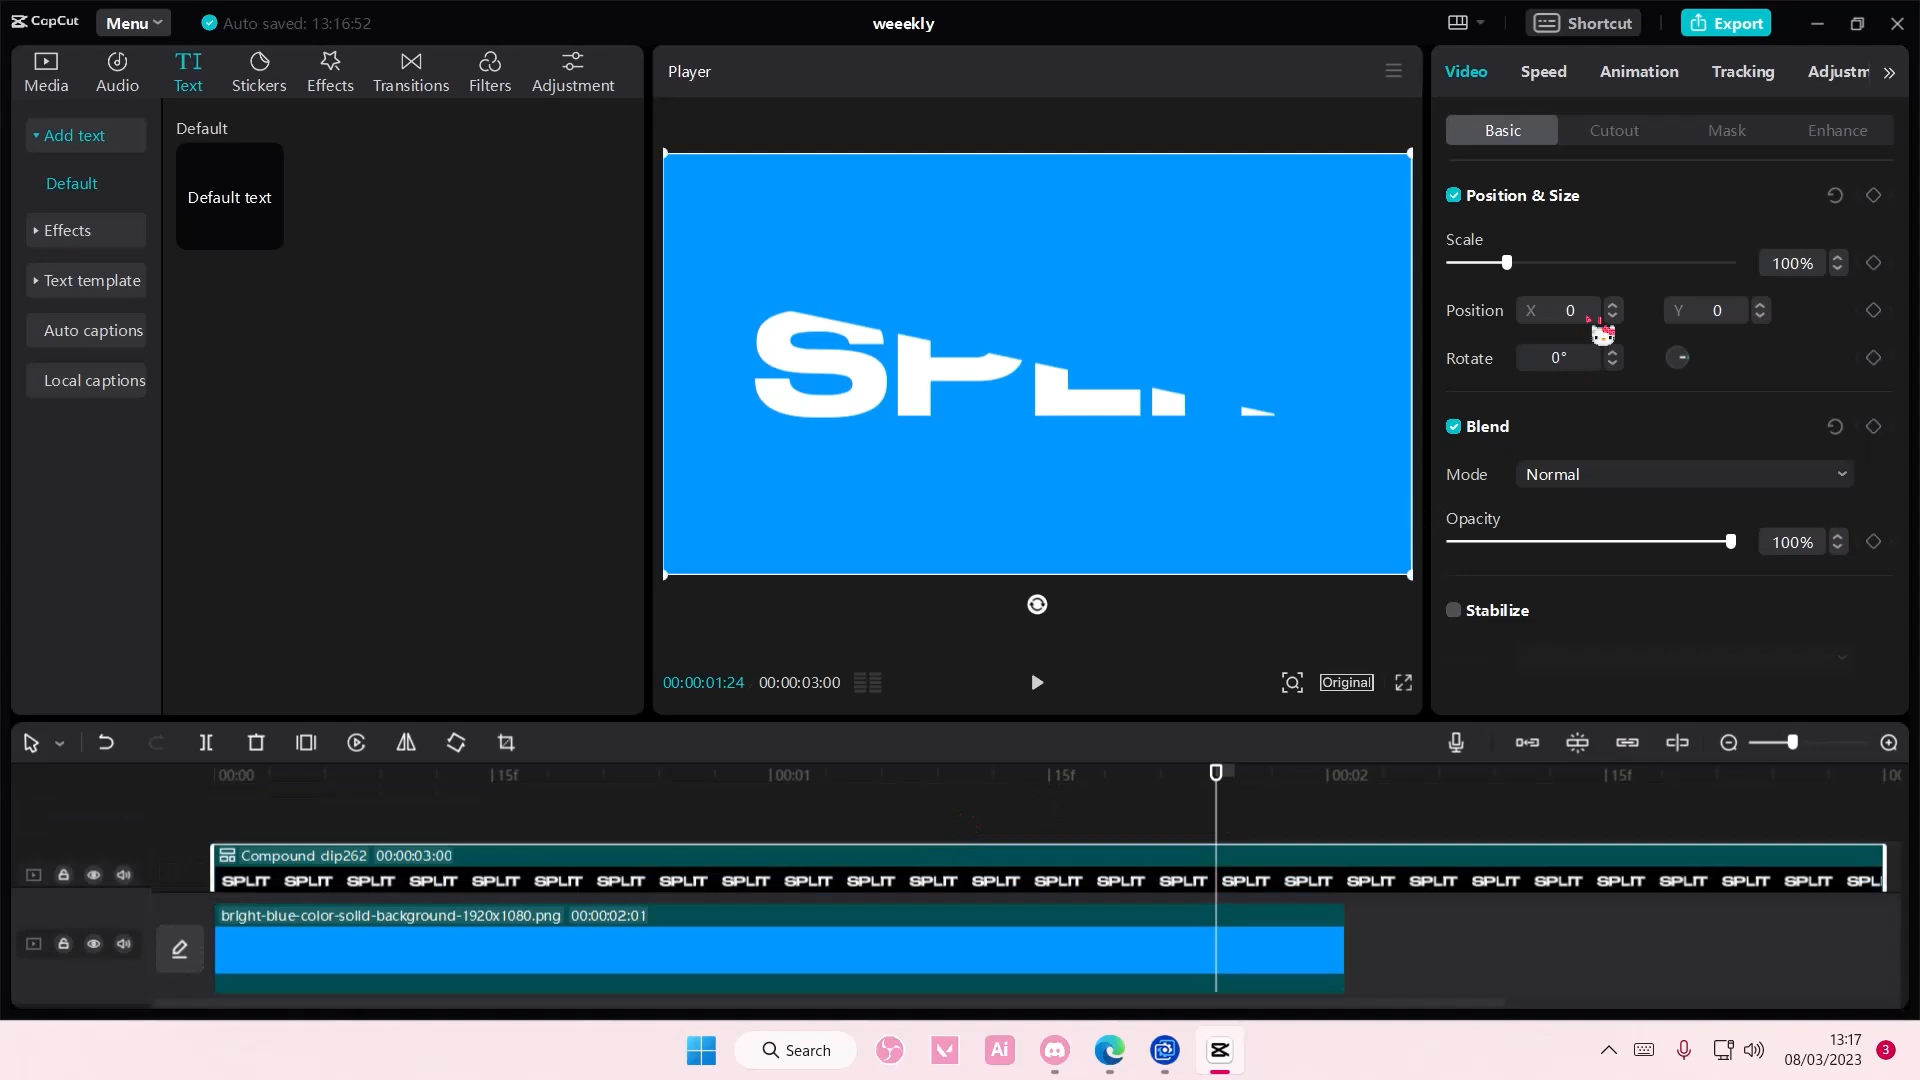 CapCut
Menu
Auto saved: 13:16:52
weeekly
Shortcut
Export
Media
Audio
TI
Text
Stickers
Effects
Transitions
Filters
Adjustment
Add text
Default
Effects
Text template
Auto captions
Local captions
Default
Default text
Player
SPLIT
00:00:01:24
00:00:03:00
Original
Video
Speed
Animation
Tracking
Adjustm
Basic
Cutout
Mask
Enhance
Position & Size
Scale
100%
Position
X 0
Y 0
Rotate
0°
Blend
Mode
Normal
Opacity
100%
Stabilize
00:00
15f
00:01
15f
00:02
15f
00
Compound clip262 00:00:03:00
SPLIT SPLIT SPLIT SPLIT SPLIT SPLIT SPLIT SPLIT SPLIT SPLIT SPLIT SPLIT SPLIT SPLIT SPLIT SPLIT SPLIT SPLIT SPLIT SPLIT SPLIT SPLIT SPLIT SPLIT SPLIT SPLIT SPL
bright-blue-color-solid-background-1920x1080.png 00:00:02:01
Search
Ai
13:17
08/03/2023
3